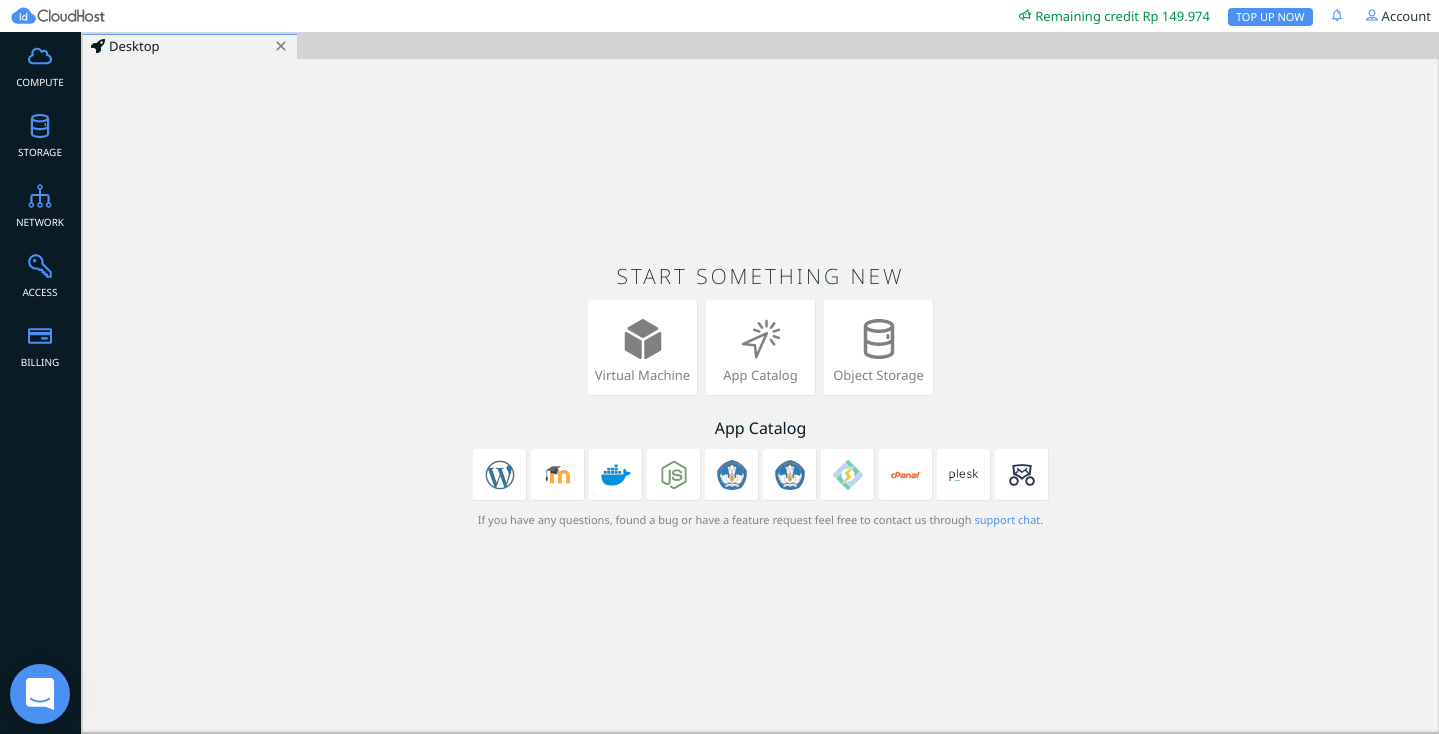 Id CloudHost
Remaining credit Rp 149.974
TOP UP NOW
Account
Desktop
COMPUTE
STORAGE
NETWORK
ACCESS
BILLING
START SOMETHING NEW
Virtual Machine
App Catalog
Object Storage
App Catalog
W
m
JS
S
cPanel
plesk
If you have any questions, found a bug or have a feature request feel free to contact us through support chat.